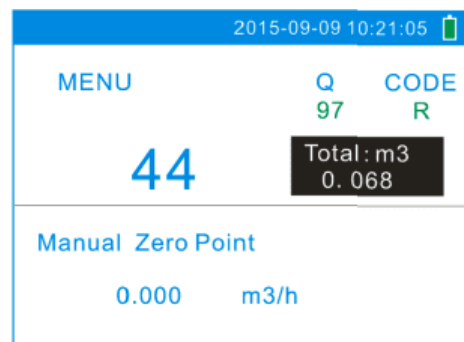 2015-09-09 10:21:05
MENU Q CODE
97 R
44 Total: m3
0. 068
Manual Zero Point
0.000 m3/h